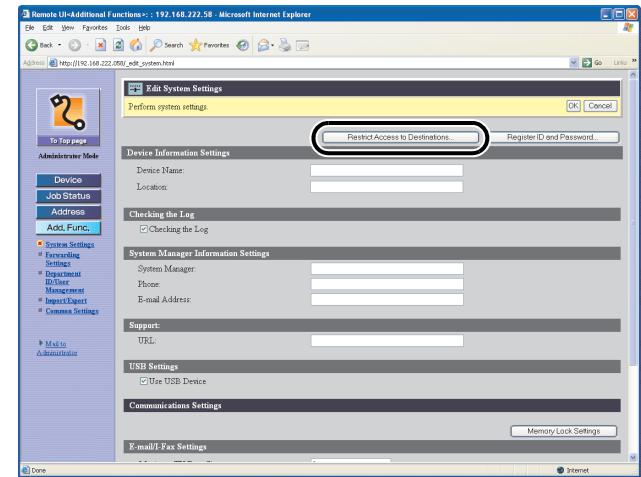 Remote UI<Additional Functions>: : 192.168.222.58 - Microsoft Internet Explorer
File Edit View Favorites Tools Help
Back Search Favorites
Address http://192.168.222.058/_edit_system.html Go Links »
Edit System Settings
Perform system settings. OK Cancel
To Top page
Restrict Access to Destinations... Register ID and Password...
Administrator Mode
Device Information Settings
Device Name:
Device
Location:
Job Status
Address
Checking the Log
Add. Func.
Checking the Log
System Settings
Forwarding
Settings
System Manager Information Settings
Department
ID/User
Management
System Manager:
Phone:
Import/Export
E-mail Address:
Common Settings
Support:
Mail to
Administrator
URL:
USB Settings
Use USB Device
Communications Settings
Memory Lock Settings
E-mail/I-Fax Settings
Done Internet